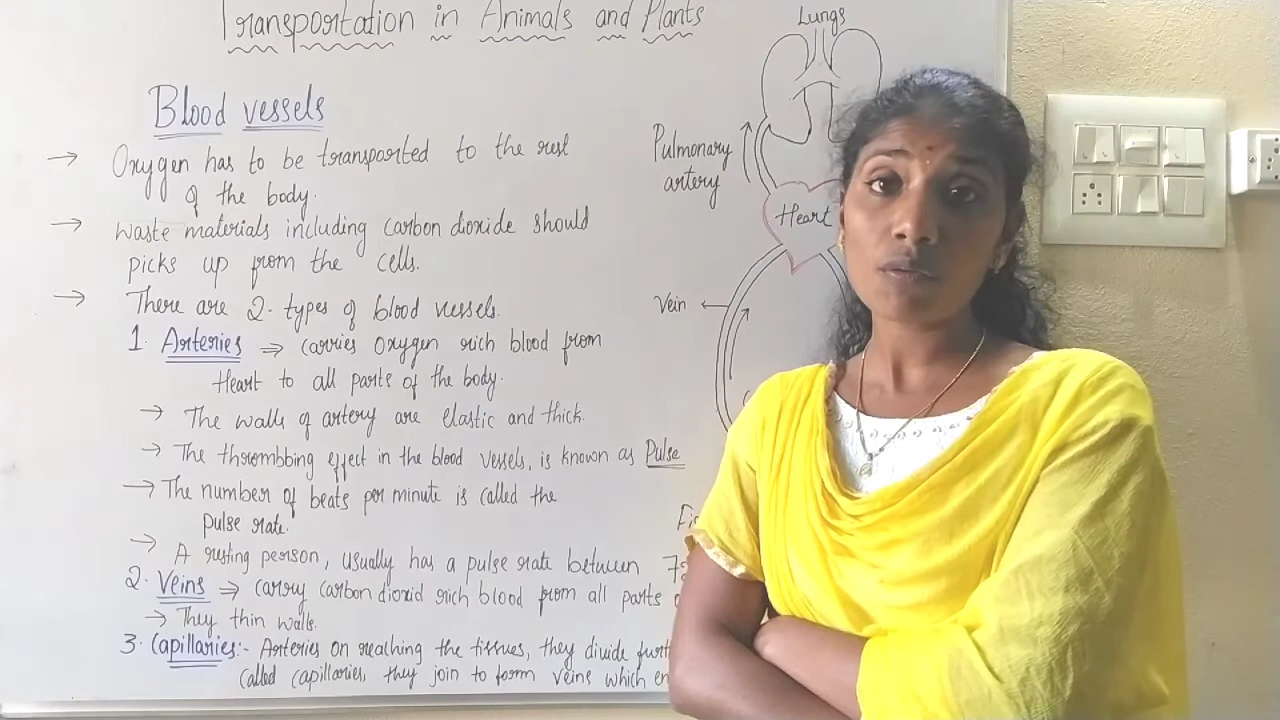 Transportation in Animals and Plants
Blood vessels
→ Oxygen has to be transported to the rest
of the body.
→ waste materials including carbon dioxide should
picks up from the cells.
→ There are 2 types of blood vessels.
1. Arteries ⇒ carries oxygen rich blood from
Heart to all parts of the body.
→ The walls of artery are elastic and thick.
→ The thrombbing effect in the blood vessels, is known as Pulse
→ The number of beats per minute is called the
pulse rate.
→ A resting person, usually has a pulse rate between
2. Veins ⇒ carry carbon dioxid rich blood from all parts
→ They thin walls.
3. Capillaries:- Arteries on reaching the tissues, they divide
called capillaries, they join to form veins which
Lungs
Pulmonary
artery
Heart
Vein ←